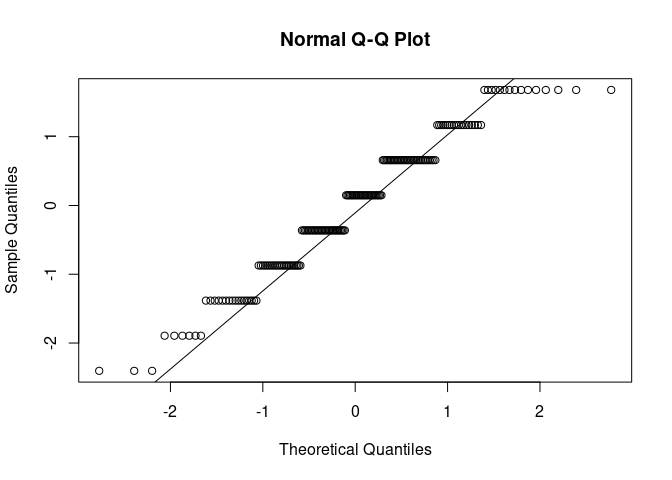 Normal Q-Q Plot
Sample Quantiles
1
0
-1
-2
-2 -1 0 1 2
Theoretical Quantiles